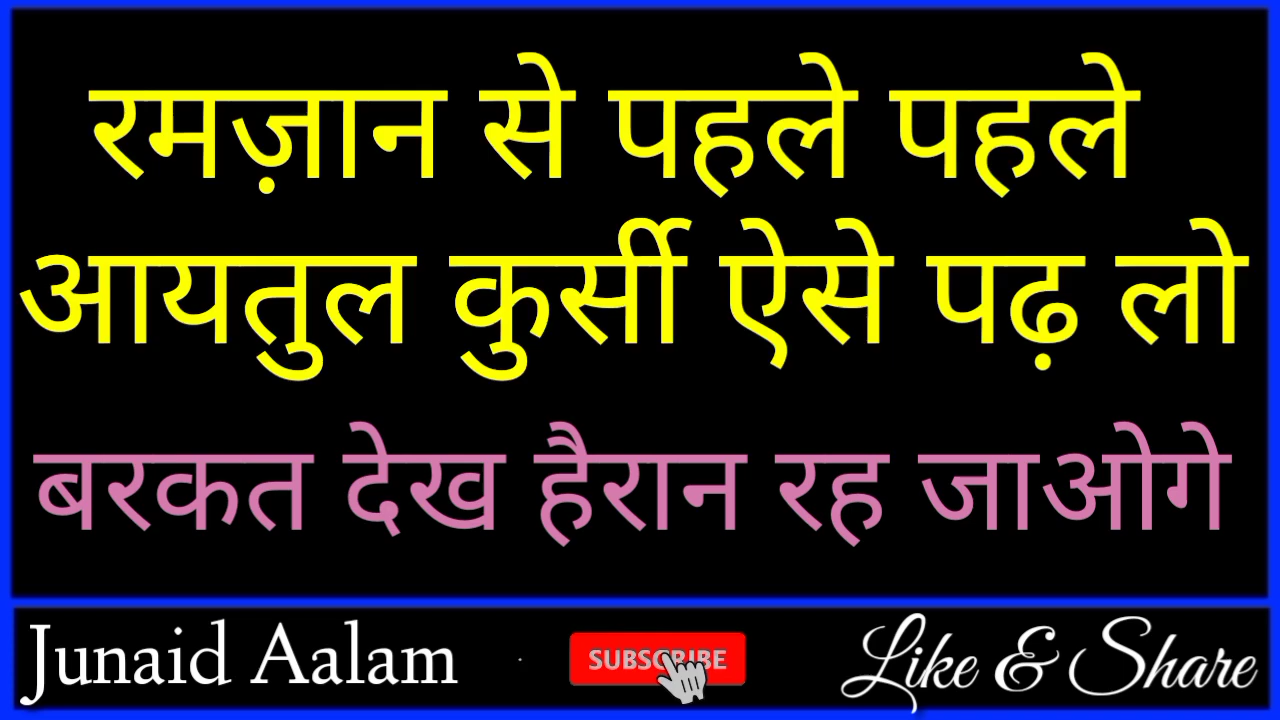 रमज़ान से पहले पहले
आयतुल कुर्सी ऐसे पढ़ लो
बरकत देख हैरान रह जाओगे
Junaid Aalam SUBSCRIBE Like & Share